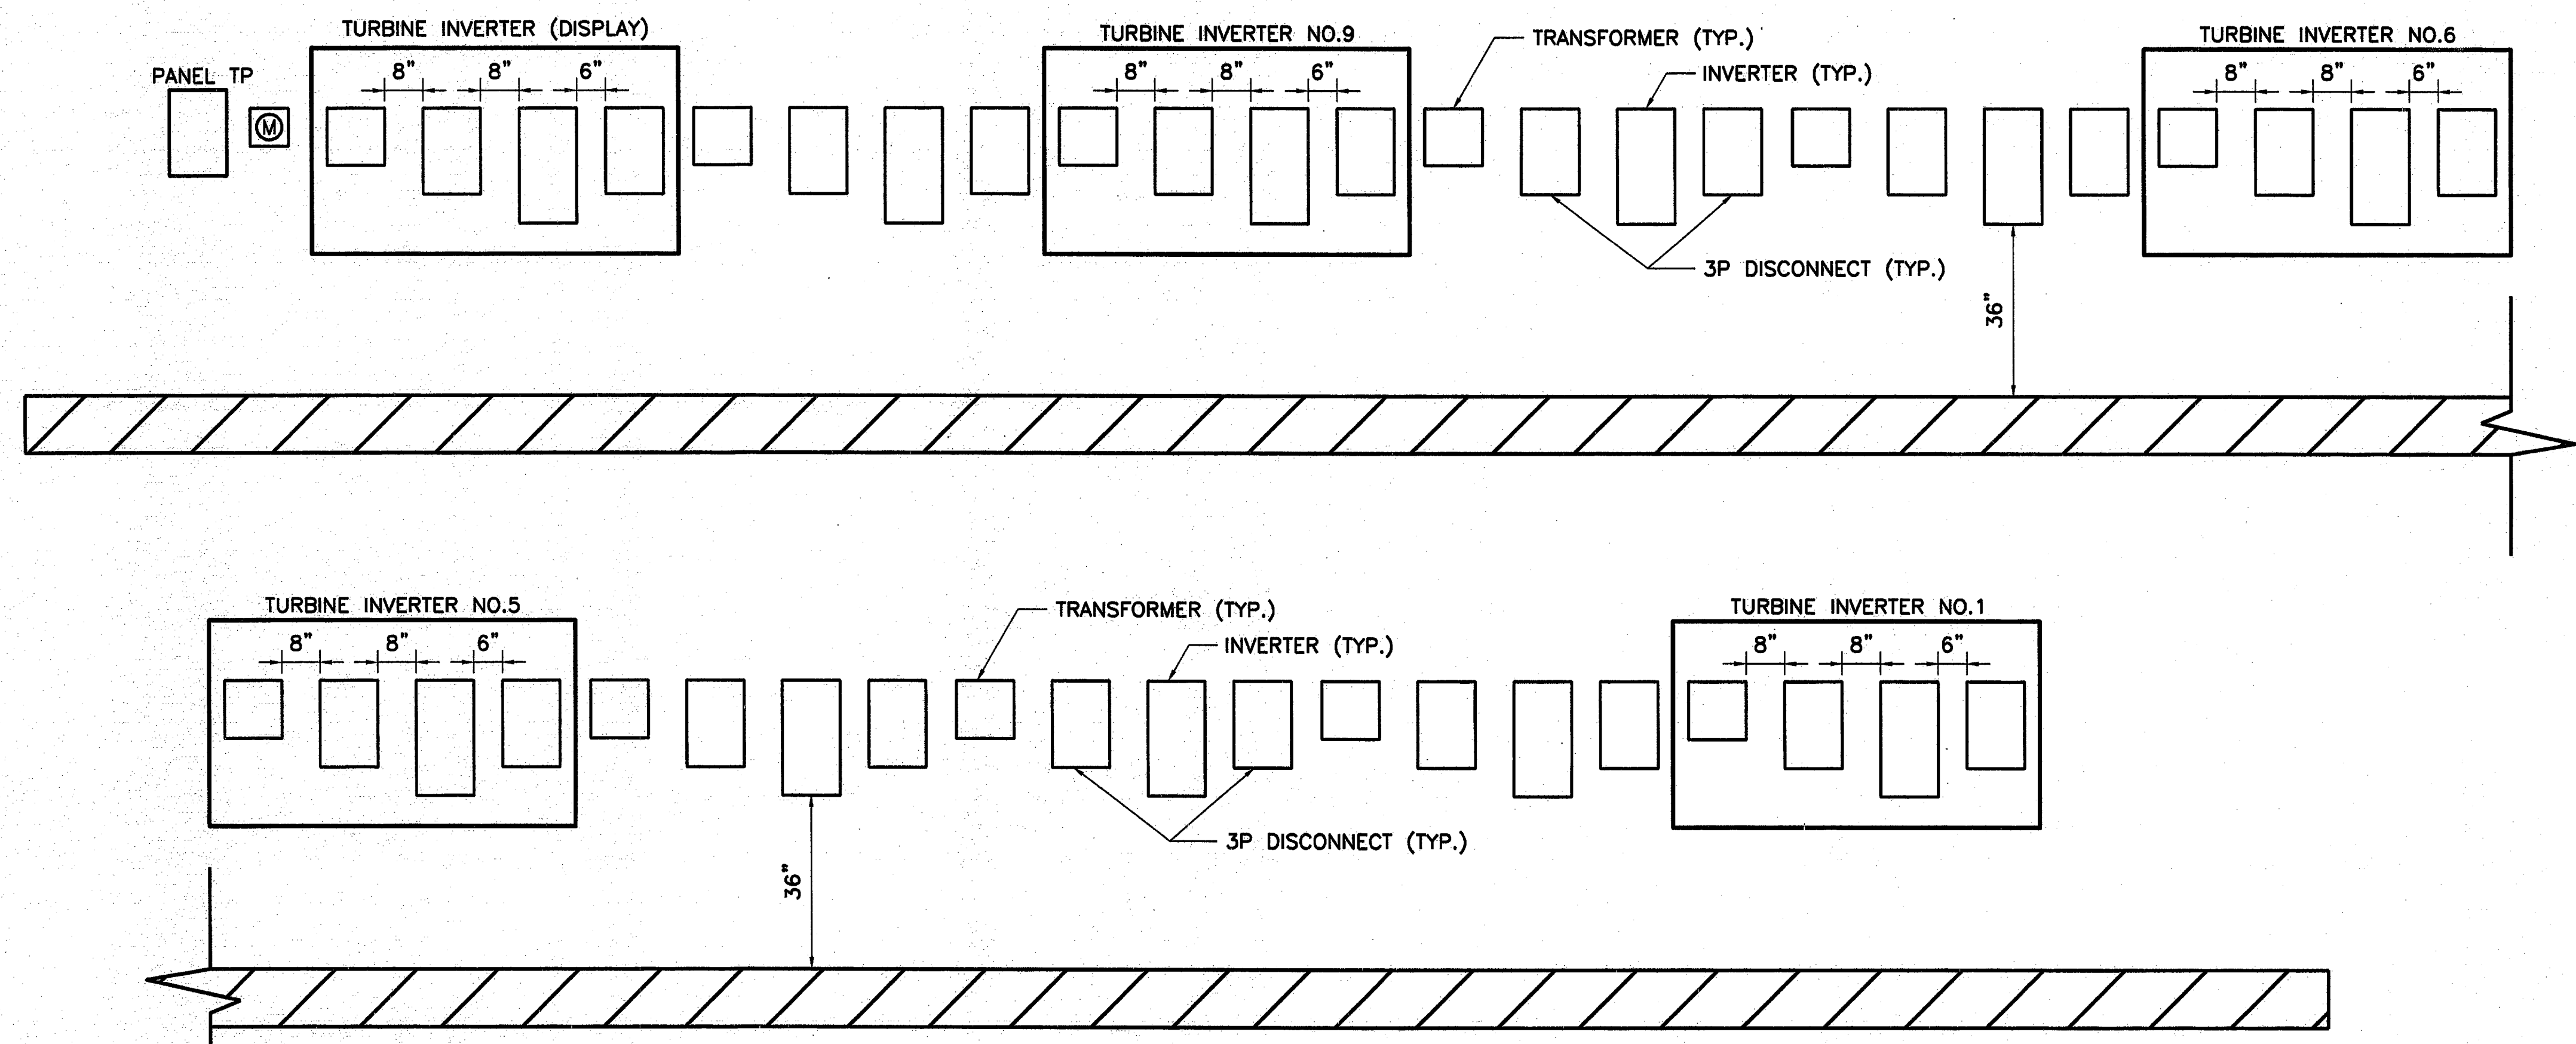 TURBINE INVERTER (DISPLAY)
TURBINE INVERTER NO.9
TRANSFORMER (TYP.)
TURBINE INVERTER NO.6
PANEL TP
8" 8" 6"
8" 8" 6"
INVERTER (TYP.)
8" 8" 6"
M
3P DISCONNECT (TYP.)
36"
TURBINE INVERTER NO.5
TRANSFORMER (TYP.)
TURBINE INVERTER NO.1
8" 8" 6"
INVERTER (TYP.)
8" 8" 6"
3P DISCONNECT (TYP.)
36"